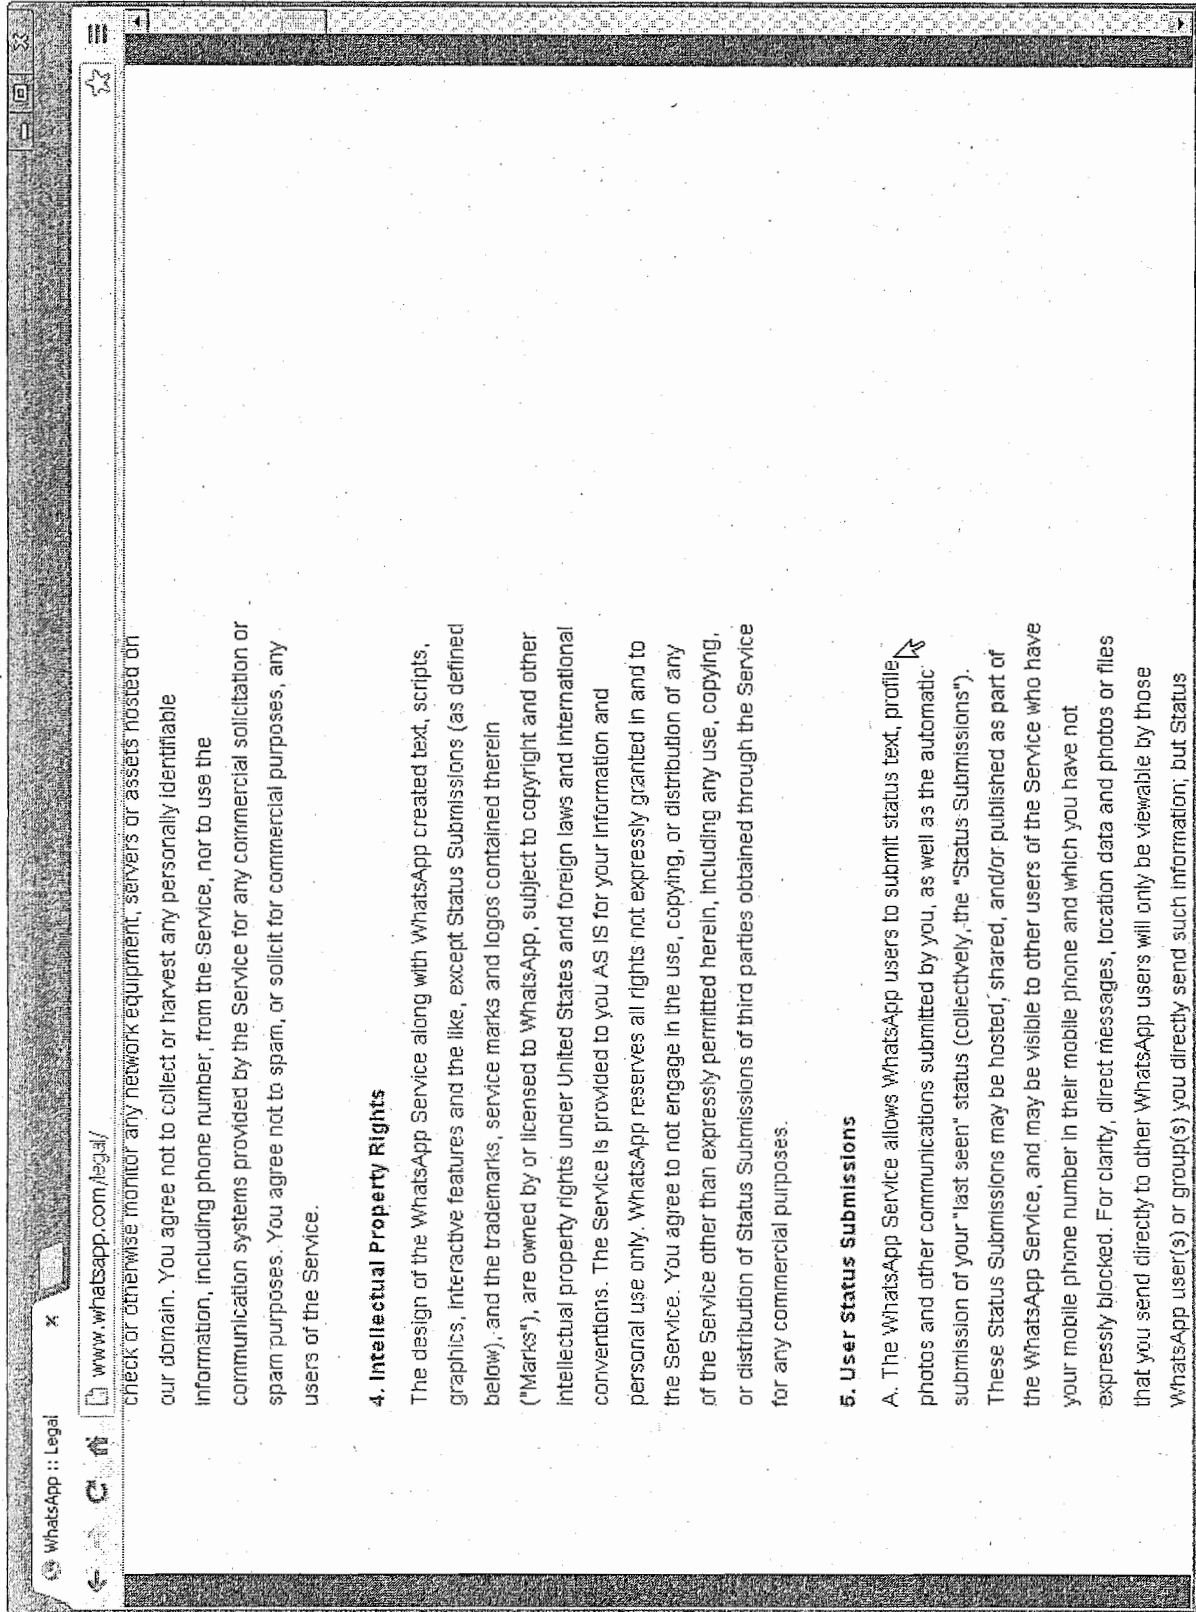 WhatsApp :: Legal
www.whatsapp.com/legal/
check or otherwise monitor any network equipment, servers or assets hosted on
our domain. You agree not to collect or harvest any personally identifiable
information, including phone number, from the Service, nor to use the
communication systems provided by the Service for any commercial solicitation or
spam purposes. You agree not to spam, or solicit for commercial purposes, any
users of the Service.
4. Intellectual Property Rights
The design of the WhatsApp Service along with WhatsApp created text, scripts,
graphics, interactive features and the like, except Status Submissions (as defined
below), and the trademarks, service marks and logos contained therein
("Marks"), are owned by or licensed to WhatsApp, subject to copyright and other
intellectual property rights under United States and foreign laws and international
conventions. The Service is provided to you AS IS for your information and
personal use only. WhatsApp reserves all rights not expressly granted in and to
the Service. You agree to not engage in the use, copying, or distribution of any
of the Service other than expressly permitted herein, including any use, copying,
or distribution of Status Submissions of third parties obtained through the Service
for any commercial purposes.
5. User Status Submissions
A. The WhatsApp Service allows WhatsApp users to submit status text, profile
photos and other communications submitted by you, as well as the automatic
submission of your "last seen" status (collectively, the "Status Submissions").
These Status Submissions may be hosted, shared, and/or published as part of
the WhatsApp Service, and may be visible to other users of the Service who have
your mobile phone number in their mobile phone and which you have not
expressly blocked. For clarity, direct messages, location data and photos or files
that you send directly to other WhatsApp users will only be viewable by those
WhatsApp user(s) or group(s) you directly send such information; but Status